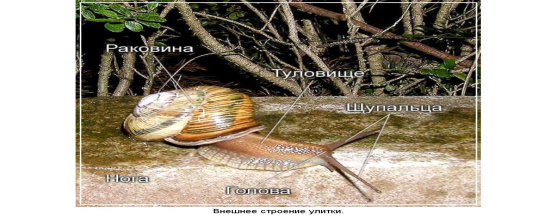 Раковина
Туловище
Щупальца
Нога
Голова
Внешнее строение улитки.